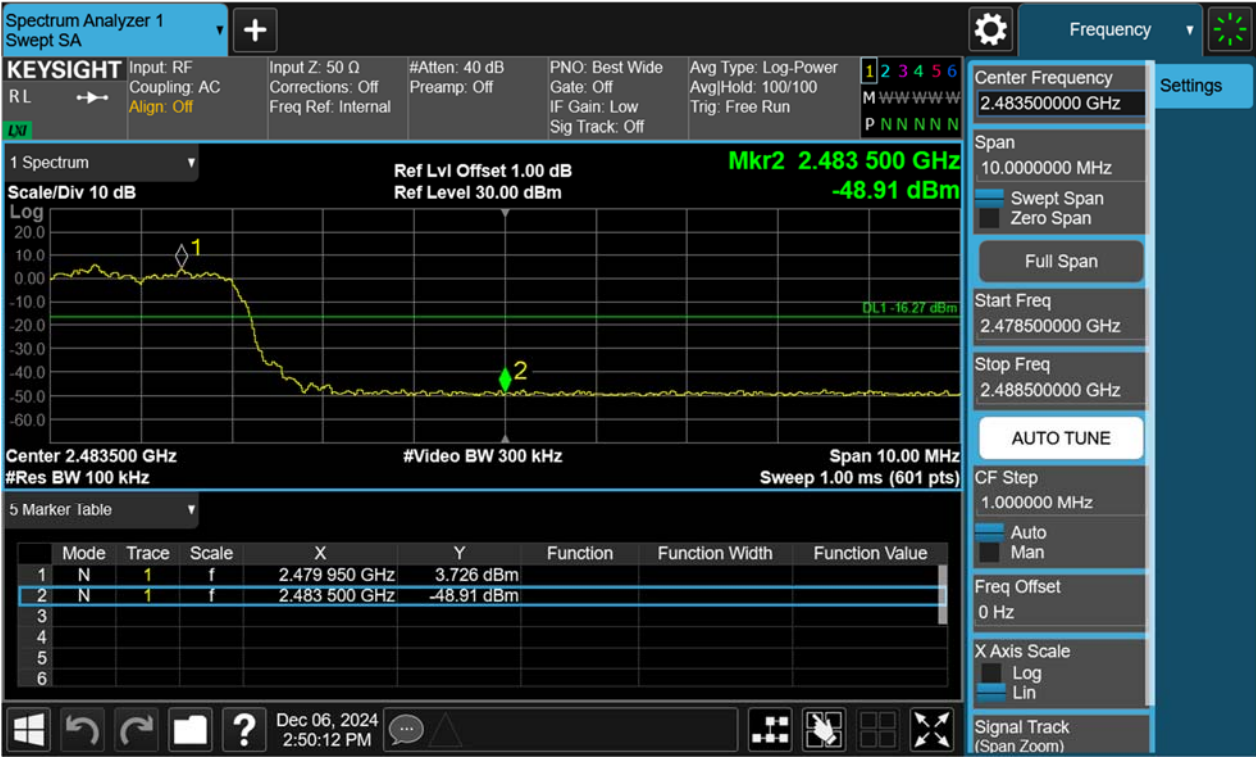 Spectrum Analyzer 1
Swept SA
+
Frequency
KEYSIGHT
R L
LXI
Input: RF
Coupling: AC
Align: Off
Input Z: 50 Ω
Corrections: Off
Freq Ref: Internal
#Atten: 40 dB
Preamp: Off
PNO: Best Wide
Gate: Off
IF Gain: Low
Sig Track: Off
Avg Type: Log-Power
Avg|Hold: 100/100
Trig: Free Run
1 2 3 4 5 6
M W W W W W
P N N N N N
1 Spectrum
Scale/Div 10 dB
Ref Lvl Offset 1.00 dB
Ref Level 30.00 dBm
Mkr2 2.483 500 GHz
-48.91 dBm
Log
20.0
10.0
0.00
-10.0
-20.0
-30.0
-40.0
-50.0
-60.0
1
2
DL1 -16.27 dBm
Center 2.483500 GHz
#Video BW 300 kHz
Span 10.00 MHz
#Res BW 100 kHz
Sweep 1.00 ms (601 pts)
5 Marker Table
Mode Trace Scale X Y Function Function Width Function Value
1 N 1 f 2.479 950 GHz 3.726 dBm
2 N 1 f 2.483 500 GHz -48.91 dBm
3
4
5
6
?
Dec 06, 2024
2:50:12 PM
Center Frequency
2.483500000 GHz
Settings
Span
10.0000000 MHz
Swept Span
Zero Span
Full Span
Start Freq
2.478500000 GHz
Stop Freq
2.488500000 GHz
AUTO TUNE
CF Step
1.000000 MHz
Auto
Man
Freq Offset
0 Hz
X Axis Scale
Log
Lin
Signal Track
(Span Zoom)